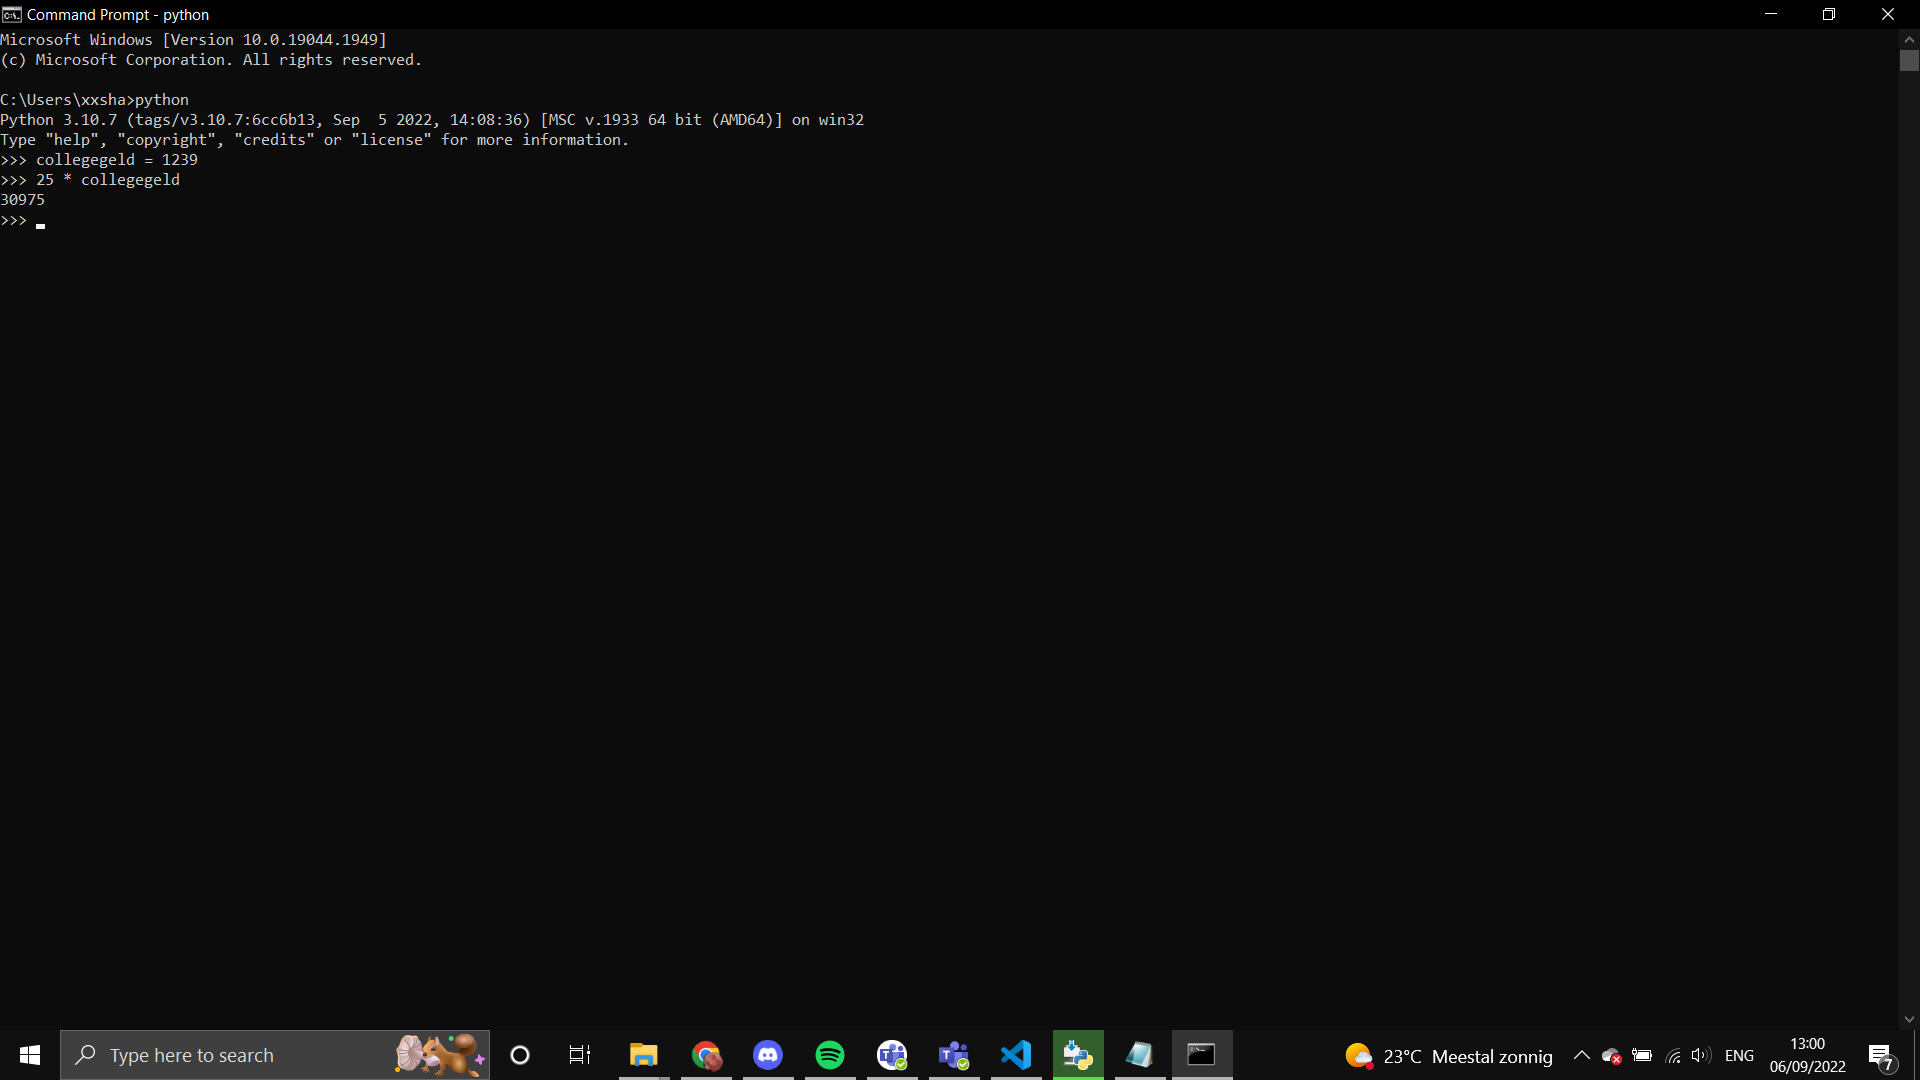 Command Prompt - python
Microsoft Windows [Version 10.0.19044.1949]
(c) Microsoft Corporation. All rights reserved.
C:\Users\xxsha>python
Python 3.10.7 (tags/v3.10.7:6cc6b13, Sep  5 2022, 14:08:36) [MSC v.1933 64 bit (AMD64)] on win32
Type "help", "copyright", "credits" or "license" for more information.
>>> collegegeld = 1239
>>> 25 * collegegeld
30975
>>>
Type here to search
23°C Meestal zonnig
ENG
13:00
06/09/2022
7